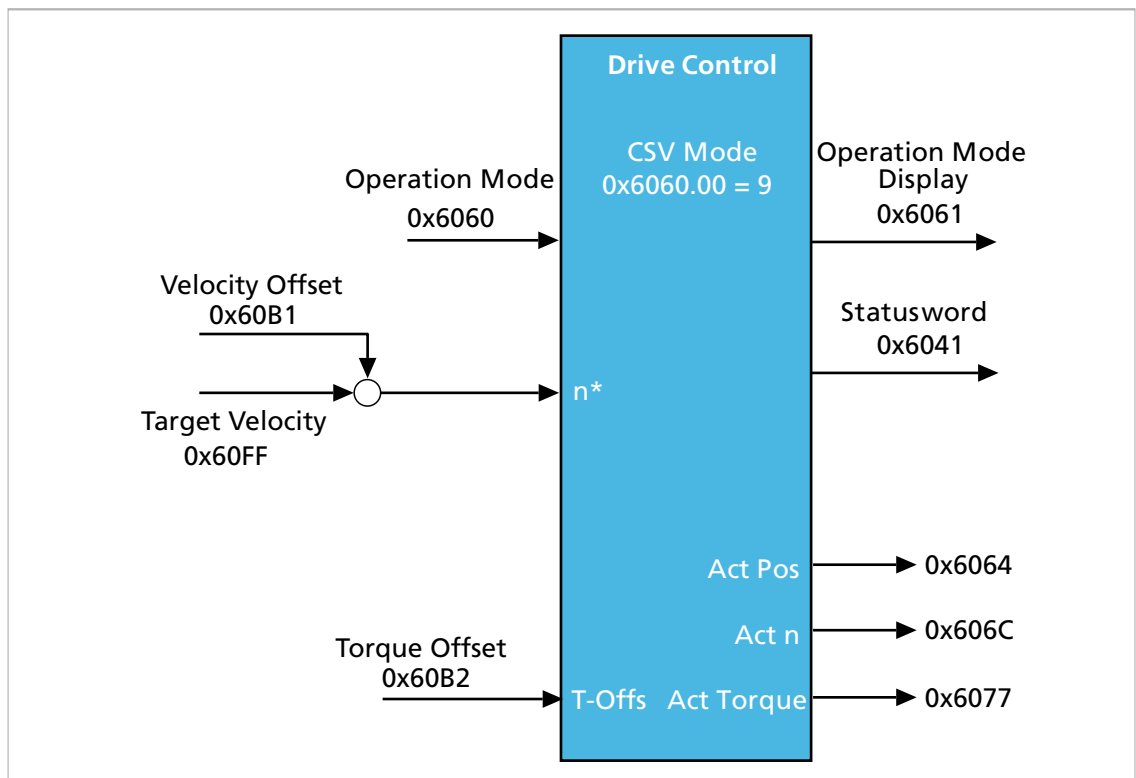 Drive Control
CSV Mode
0x6060.00 = 9
Operation Mode
0x6060
Operation Mode
Display
0x6061
Velocity Offset
0x60B1
Statusword
0x6041
n*
Target Velocity
0x60FF
Act Pos
0x6064
Act n
0x606C
Torque Offset
0x60B2
T-Offs
Act Torque
0x6077